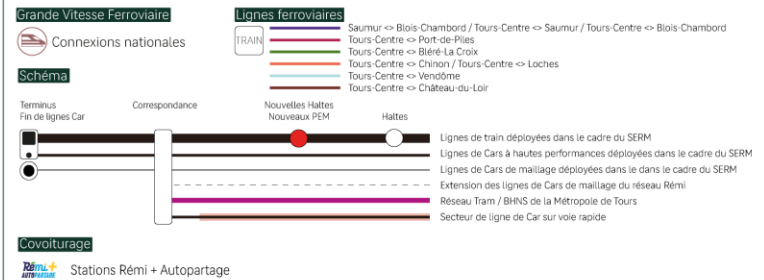 Grande Vitesse Ferroviaire
Connexions nationales
Lignes ferroviaires
TRAIN
Saumur <> Blois-Chambord / Tours-Centre <> Saumur / Tours-Centre <> Blois-Chambord
Tours-Centre <> Port-de-Piles
Tours-Centre <> Bléré-La Croix
Tours-Centre <> Chinon / Tours-Centre <> Loches
Tours-Centre <> Vendôme
Tours-Centre <> Château-du-Loir
Schéma
Terminus
Fin de lignes Car
Correspondance
Nouvelles Haltes
Nouveaux PEM
Haltes
Lignes de train déployées dans le cadre du SERM
Lignes de Cars à hautes performances déployées dans le cadre du SERM
Lignes de Cars de maillage déployées dans le dans le cadre du SERM
Extension des lignes de Cars de maillage du réseau Rémi
Réseau Tram / BHNS de la Métropole de Tours
Secteur de ligne de Car sur voie rapide
Covoiturage
Rémi+
AUTOPARTAGE
Stations Rémi + Autopartage